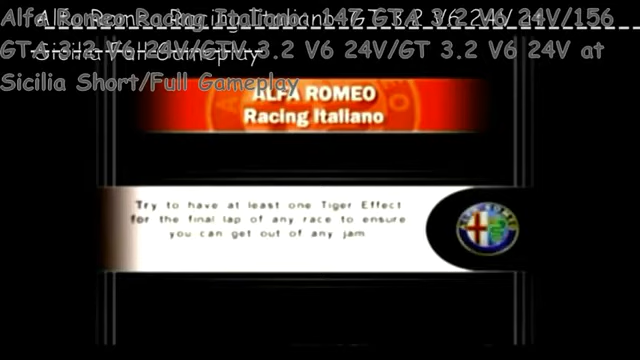 Alfa Romeo Racing Italiano: 147 GTA 3.2 V6 24V/156
GTA 3.2 V6 24V/GTV 3.2 V6 24V/GT 3.2 V6 24V at
Sicilia Short/Full Gameplay
ALFA ROMEO
Racing Italiano
Try to have at least one Tiger Effect
for the final lap of any race to ensure
you can get out of any jam